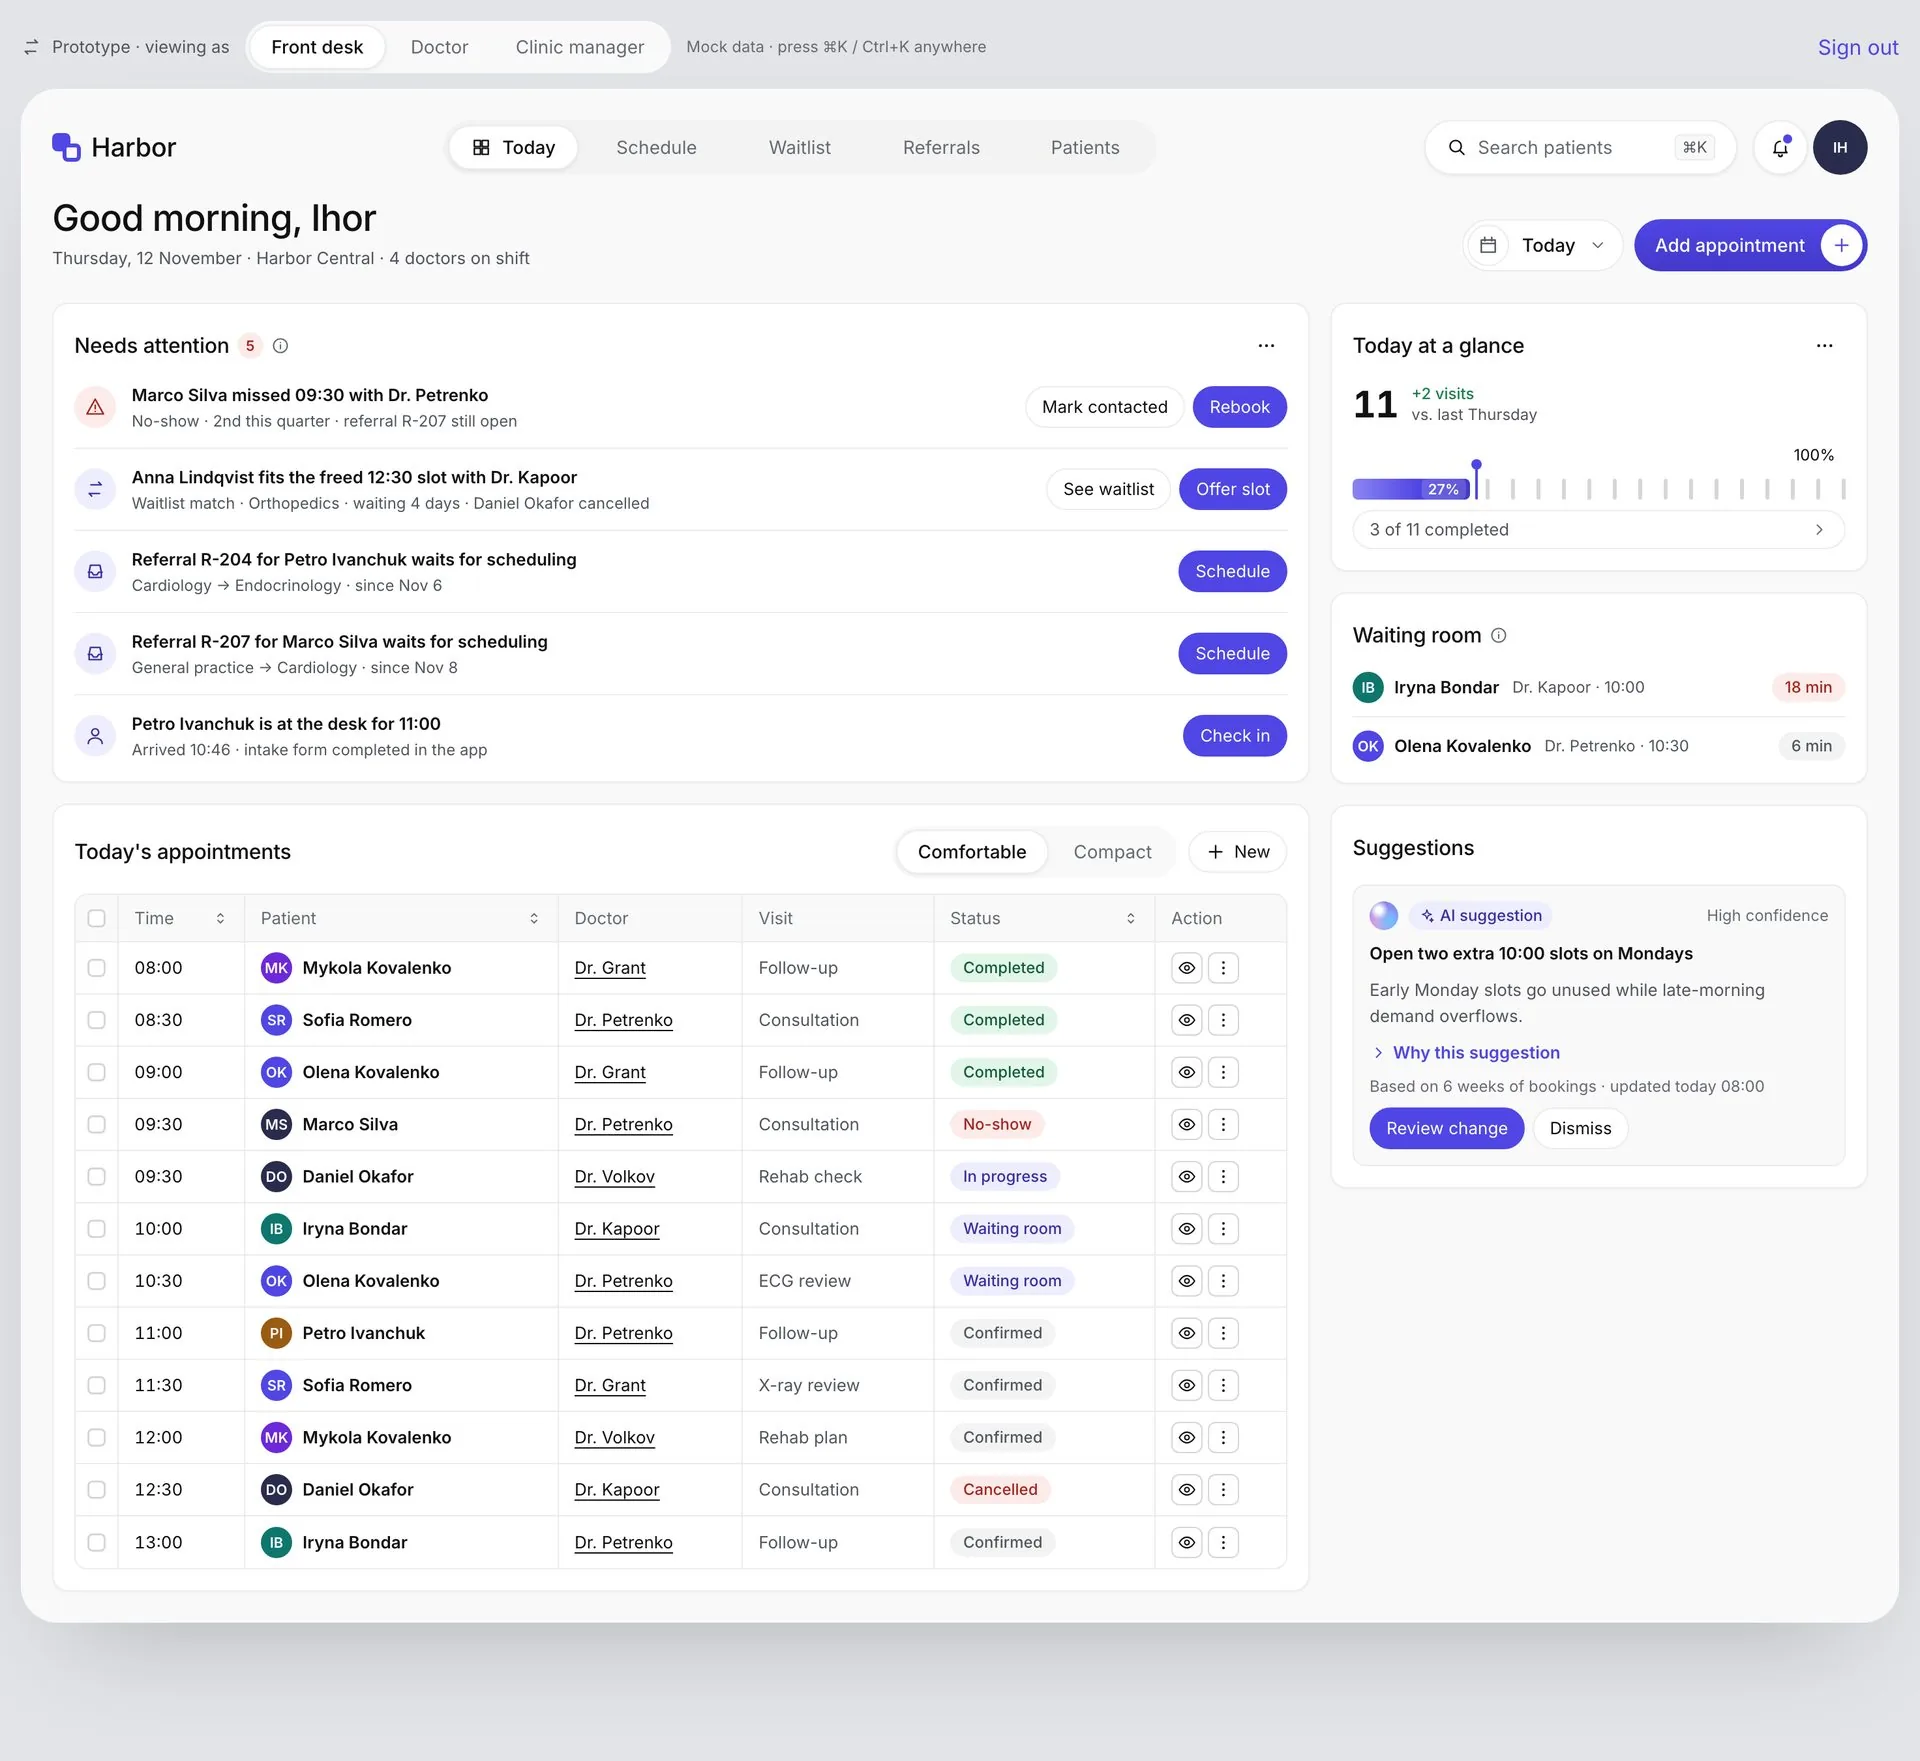 Prototype · viewing as
Front desk
Doctor
Clinic manager
Mock data · press ⌘K / Ctrl+K anywhere
Sign out
Harbor
Today
Schedule
Waitlist
Referrals
Patients
Search patients
⌘K
IH
Good morning, Ihor
Thursday, 12 November · Harbor Central · 4 doctors on shift
Today
Add appointment
Needs attention 5
Marco Silva missed 09:30 with Dr. Petrenko
No-show · 2nd this quarter · referral R-207 still open
Mark contacted
Rebook
Anna Lindqvist fits the freed 12:30 slot with Dr. Kapoor
Waitlist match · Orthopedics · waiting 4 days · Daniel Okafor cancelled
See waitlist
Offer slot
Referral R-204 for Petro Ivanchuk waits for scheduling
Cardiology → Endocrinology · since Nov 6
Schedule
Referral R-207 for Marco Silva waits for scheduling
General practice → Cardiology · since Nov 8
Schedule
Petro Ivanchuk is at the desk for 11:00
Arrived 10:46 · intake form completed in the app
Check in
Today at a glance
11
+2 visits
vs. last Thursday
100%
27%
3 of 11 completed
Waiting room
IB Iryna Bondar Dr. Kapoor · 10:00 18 min
OK Olena Kovalenko Dr. Petrenko · 10:30 6 min
Today's appointments
Comfortable
Compact
New
Time Patient Doctor Visit Status Action
08:00 MK Mykola Kovalenko Dr. Grant Follow-up Completed
08:30 SR Sofia Romero Dr. Petrenko Consultation Completed
09:00 OK Olena Kovalenko Dr. Grant Follow-up Completed
09:30 MS Marco Silva Dr. Petrenko Consultation No-show
09:30 DO Daniel Okafor Dr. Volkov Rehab check In progress
10:00 IB Iryna Bondar Dr. Kapoor Consultation Waiting room
10:30 OK Olena Kovalenko Dr. Petrenko ECG review Waiting room
11:00 PI Petro Ivanchuk Dr. Petrenko Follow-up Confirmed
11:30 SR Sofia Romero Dr. Grant X-ray review Confirmed
12:00 MK Mykola Kovalenko Dr. Volkov Rehab plan Confirmed
12:30 DO Daniel Okafor Dr. Kapoor Consultation Cancelled
13:00 IB Iryna Bondar Dr. Petrenko Follow-up Confirmed
Suggestions
AI suggestion
High confidence
Open two extra 10:00 slots on Mondays
Early Monday slots go unused while late-morning
demand overflows.
Why this suggestion
Based on 6 weeks of bookings · updated today 08:00
Review change
Dismiss